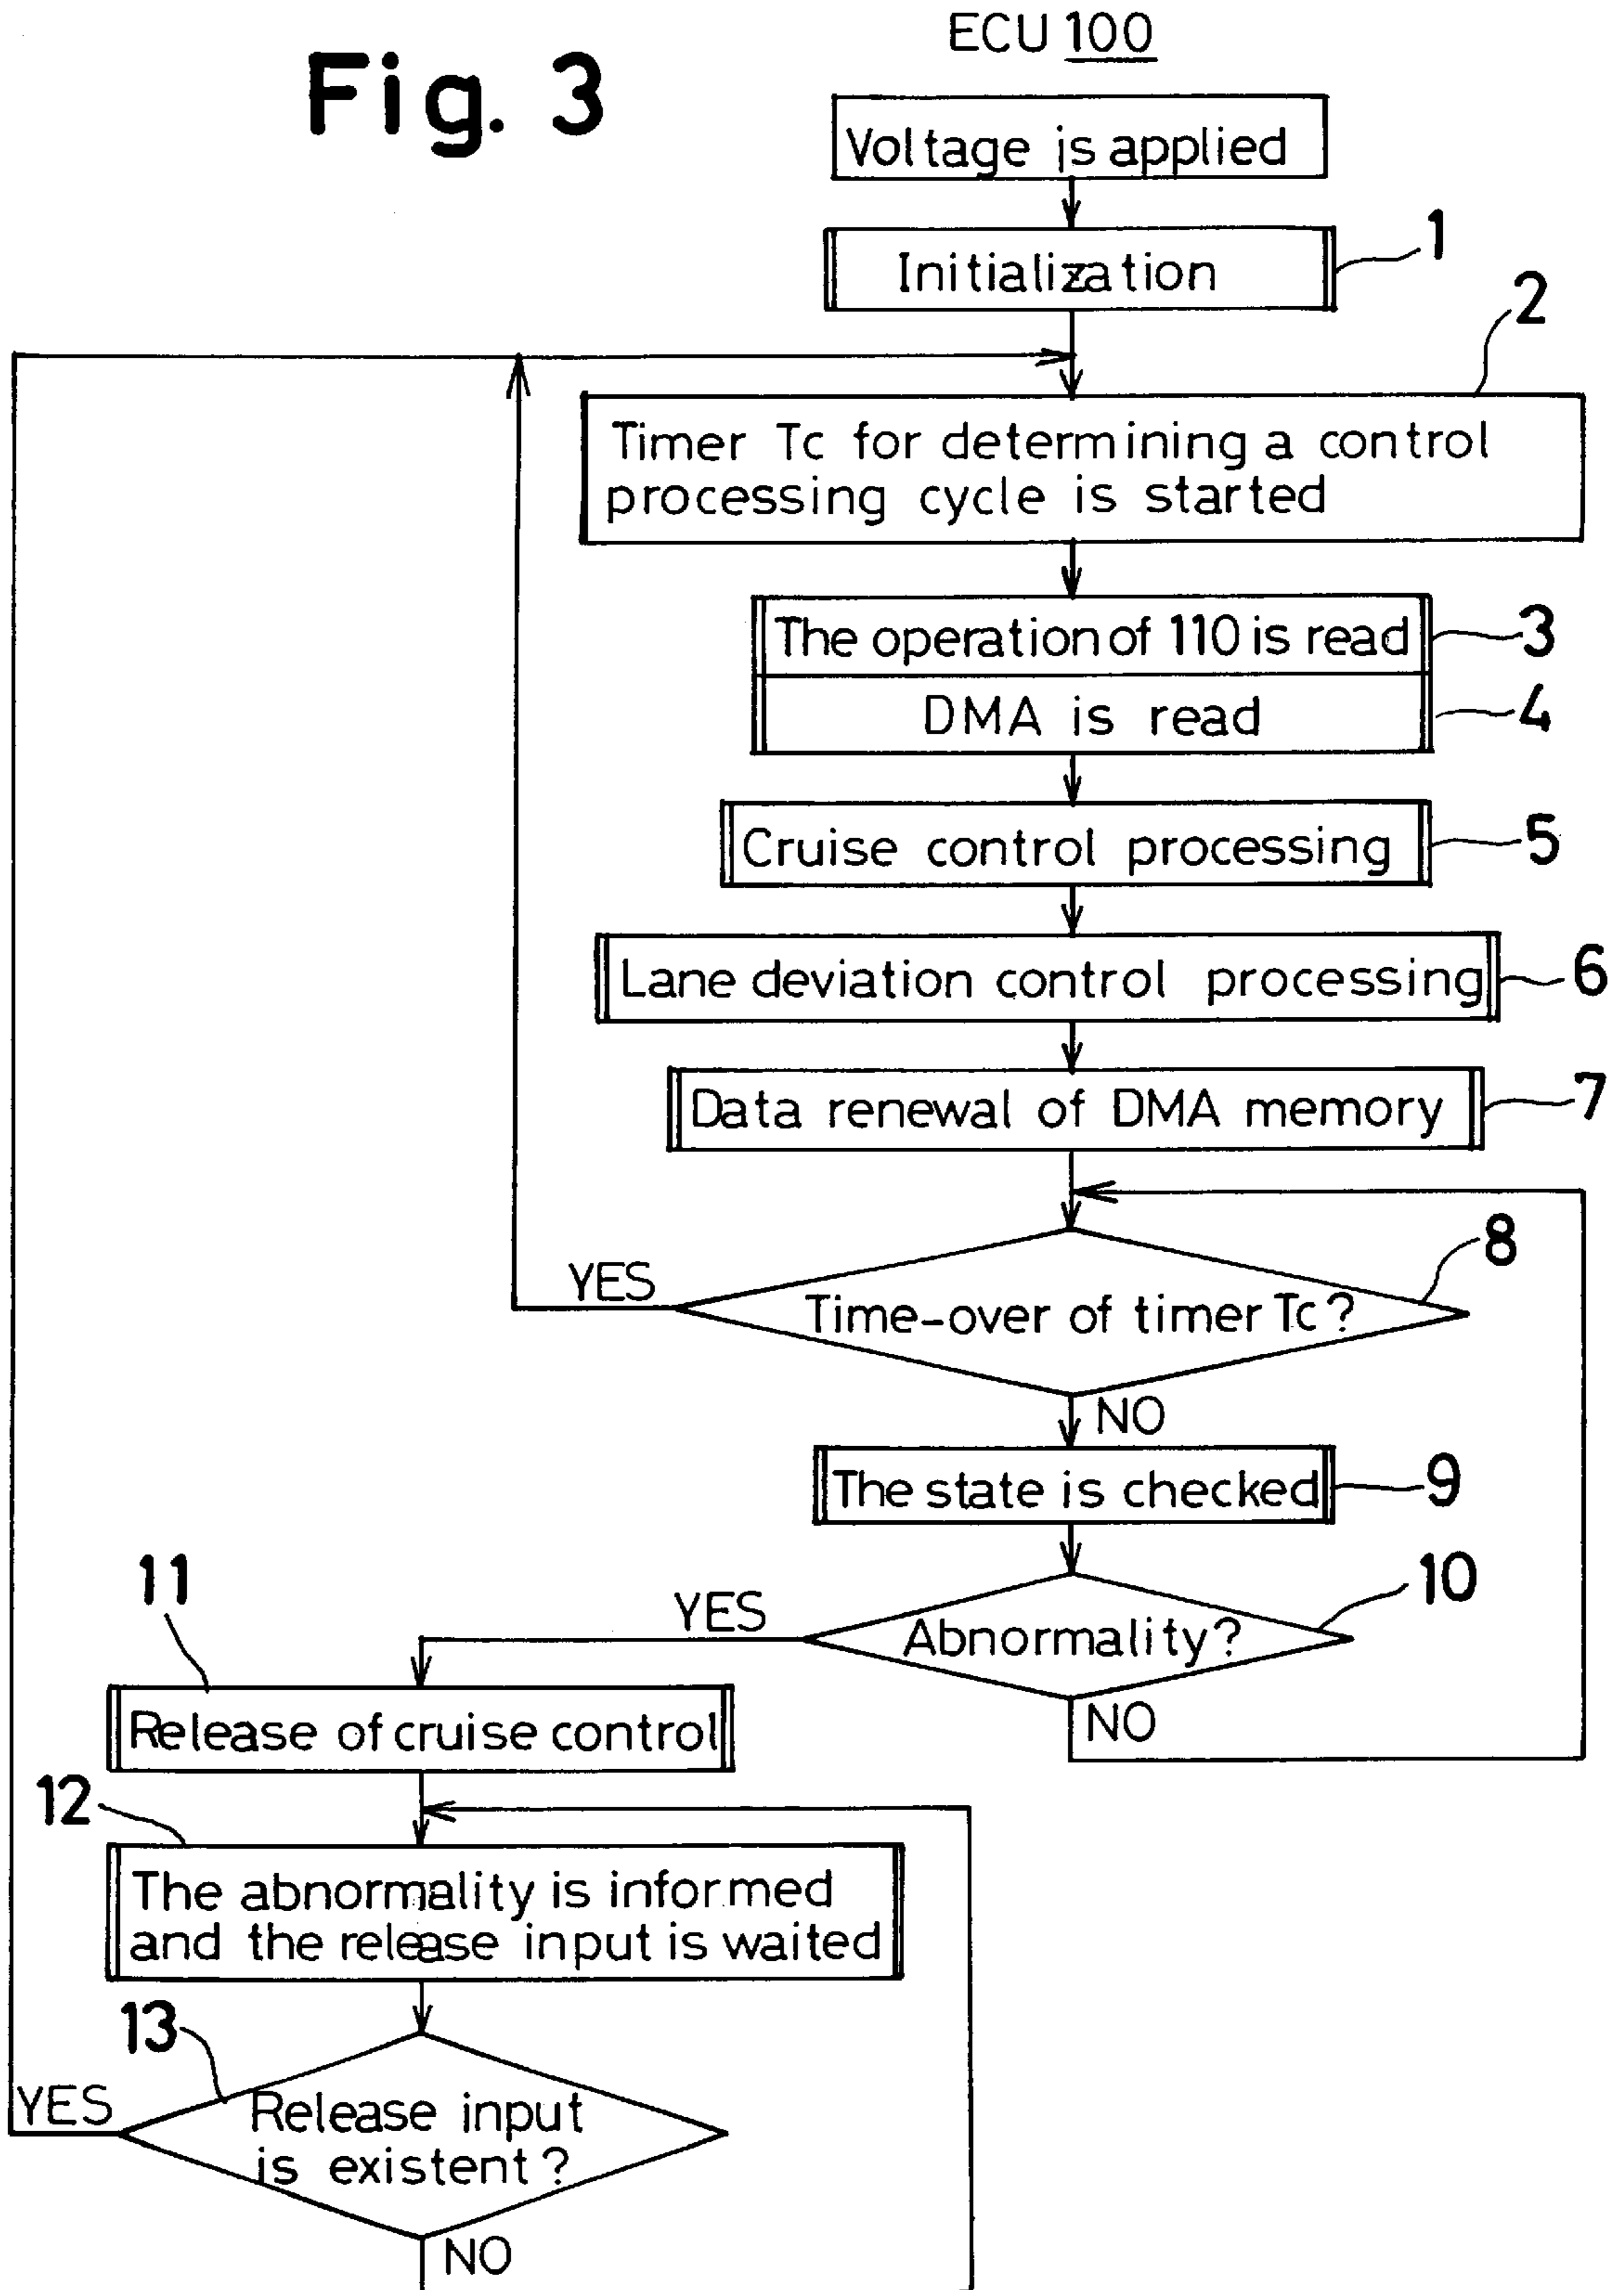 ECU 100
Fig. 3
Voltage is applied
Initialization
1
2
Timer Tc for determining a control
processing cycle is started
The operation of 110 is read
3
DMA is read
4
Cruise control processing
5
Lane deviation control processing
6
Data renewal of DMA memory
7
8
YES
Time-over of timer Tc?
NO
The state is checked
9
10
11
YES
Abnormality?
NO
Release of cruise control
12
The abnormality is informed
and the release input is waited
13
YES
Release input
is existent?
NO